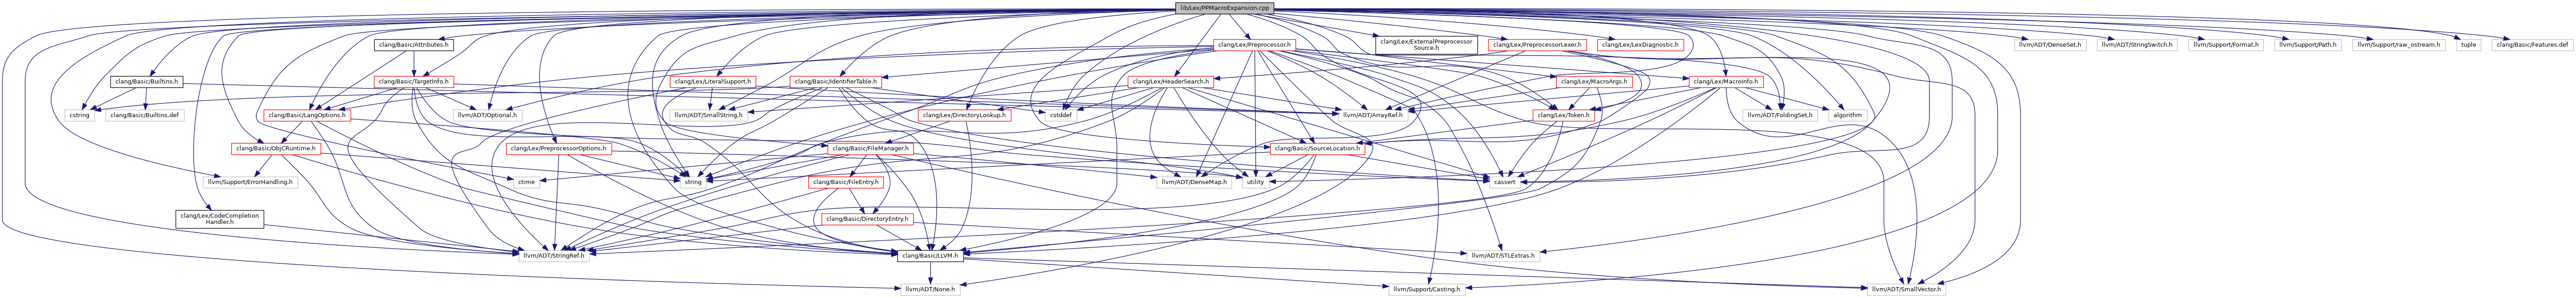 lib/Lex/PPMacroExpansion.cpp
clang/Basic/Attributes.h
clang/Lex/Preprocessor.h
clang/Lex/ExternalPreprocessor
Source.h
clang/Lex/PreprocessorLexer.h
clang/Lex/LexDiagnostic.h
llvm/ADT/DenseSet.h
llvm/ADT/StringSwitch.h
llvm/Support/Format.h
llvm/Support/Path.h
llvm/Support/raw_ostream.h
tuple
clang/Basic/Features.def
clang/Basic/Builtins.h
clang/Basic/TargetInfo.h
clang/Lex/LiteralSupport.h
clang/Basic/IdentifierTable.h
clang/Lex/HeaderSearch.h
clang/Lex/MacroArgs.h
clang/Lex/MacroInfo.h
cstring
clang/Basic/Builtins.def
clang/Basic/LangOptions.h
llvm/ADT/Optional.h
llvm/ADT/SmallString.h
clang/Lex/DirectoryLookup.h
cstddef
llvm/ADT/ArrayRef.h
clang/Lex/Token.h
llvm/ADT/FoldingSet.h
algorithm
clang/Basic/ObjCRuntime.h
clang/Lex/PreprocessorOptions.h
clang/Basic/FileManager.h
clang/Basic/SourceLocation.h
llvm/Support/ErrorHandling.h
ctime
string
clang/Basic/FileEntry.h
llvm/ADT/DenseMap.h
utility
cassert
clang/Lex/CodeCompletion
Handler.h
clang/Basic/DirectoryEntry.h
llvm/ADT/StringRef.h
clang/Basic/LLVM.h
llvm/ADT/STLExtras.h
llvm/ADT/None.h
llvm/Support/Casting.h
llvm/ADT/SmallVector.h